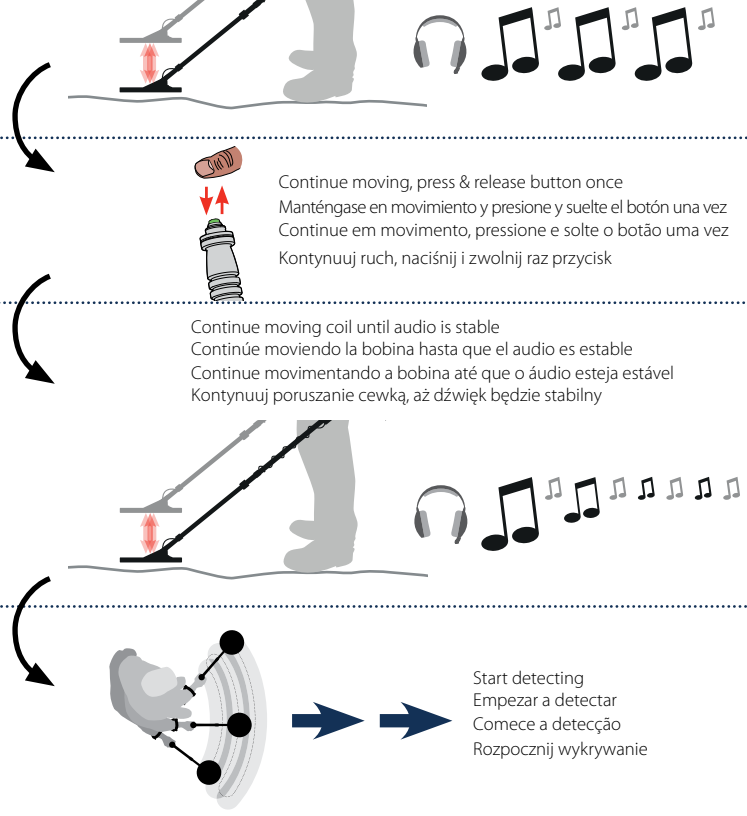 Continue moving, press & release button once
Manténgase en movimiento y presione y suelte el botón una vez
Continue em movimento, pressione e solte o botão uma vez
Kontynuuj ruch, naciśnij i zwolnij raz przycisk
Continue moving coil until audio is stable
Continúe moviendo la bobina hasta que el audio es estable
Continue movimentando a bobina até que o áudio esteja estável
Kontynuuj poruszanie cewką, aż dźwięk będzie stabilny
Start detecting
Empezar a detectar
Comece a detecção
Rozpocznij wykrywanie